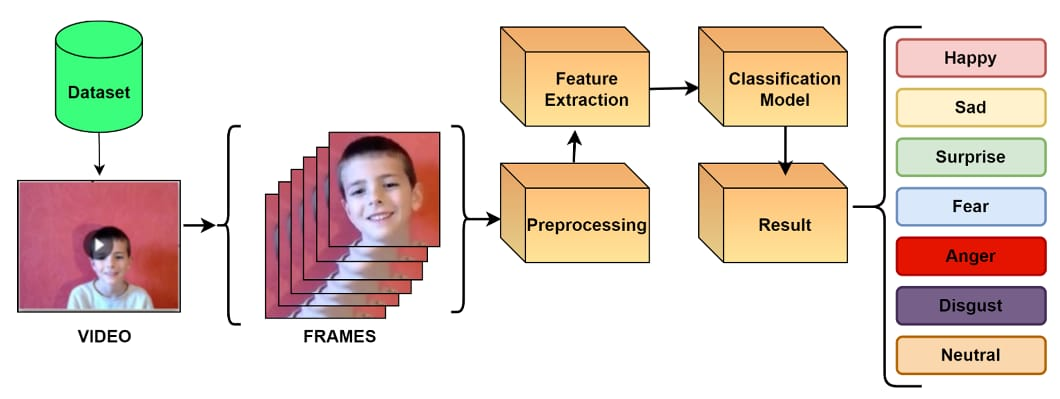 Dataset
VIDEO
FRAMES
Preprocessing
Feature
Extraction
Classification
Model
Result
Happy
Sad
Surprise
Fear
Anger
Disgust
Neutral